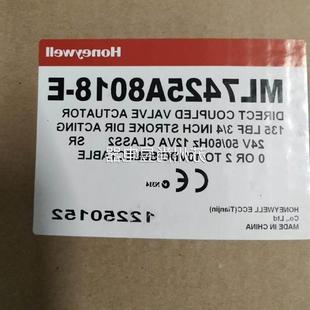 Honeywell
ML7425A8018-E
DIRECT COUPLED VALVE ACTUATOR
135 LBF 3/4 INCH STROKE DIR ACTING
24V 50/60HZ 12VA CLASS2 SR
0 OR 2 TO 10VDC
CE
N314
12250152
HONEYWELL ECC(Tianjin)
Co., Ltd
MADE IN CHINA